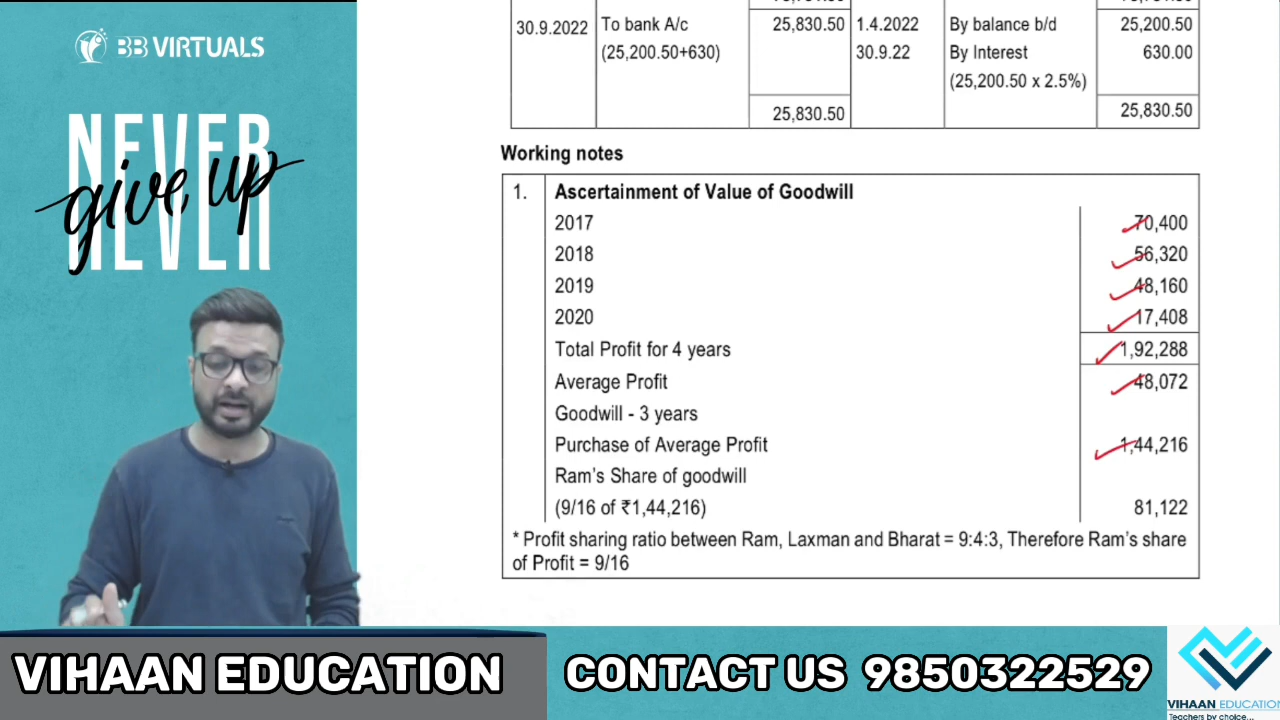 BB VIRTUALS
NEVER
give up
NEVER
30.9.2022 To bank A/c 25,830.50 1.4.2022 By balance b/d 25,200.50
(25,200.50+630) 30.9.22 By Interest 630.00
(25,200.50 x 2.5%)
25,830.50 25,830.50
Working notes
1. Ascertainment of Value of Goodwill
2017 70,400
2018 56,320
2019 48,160
2020 17,408
Total Profit for 4 years 1,92,288
Average Profit 48,072
Goodwill - 3 years
Purchase of Average Profit 1,44,216
Ram's Share of goodwill
(9/16 of ₹1,44,216) 81,122
* Profit sharing ratio between Ram, Laxman and Bharat = 9:4:3, Therefore Ram's share
of Profit = 9/16
VIHAAN EDUCATION CONTACT US 9850322529
VIHAAN EDUCATION
Teachers by choice...